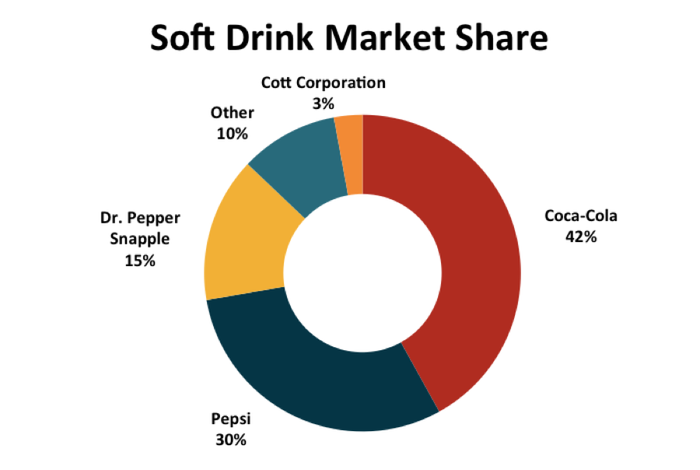 Soft Drink Market Share
Cott Corporation
3%
Other
10%
Coca-Cola
42%
Dr. Pepper
Snapple
15%
Pepsi
30%